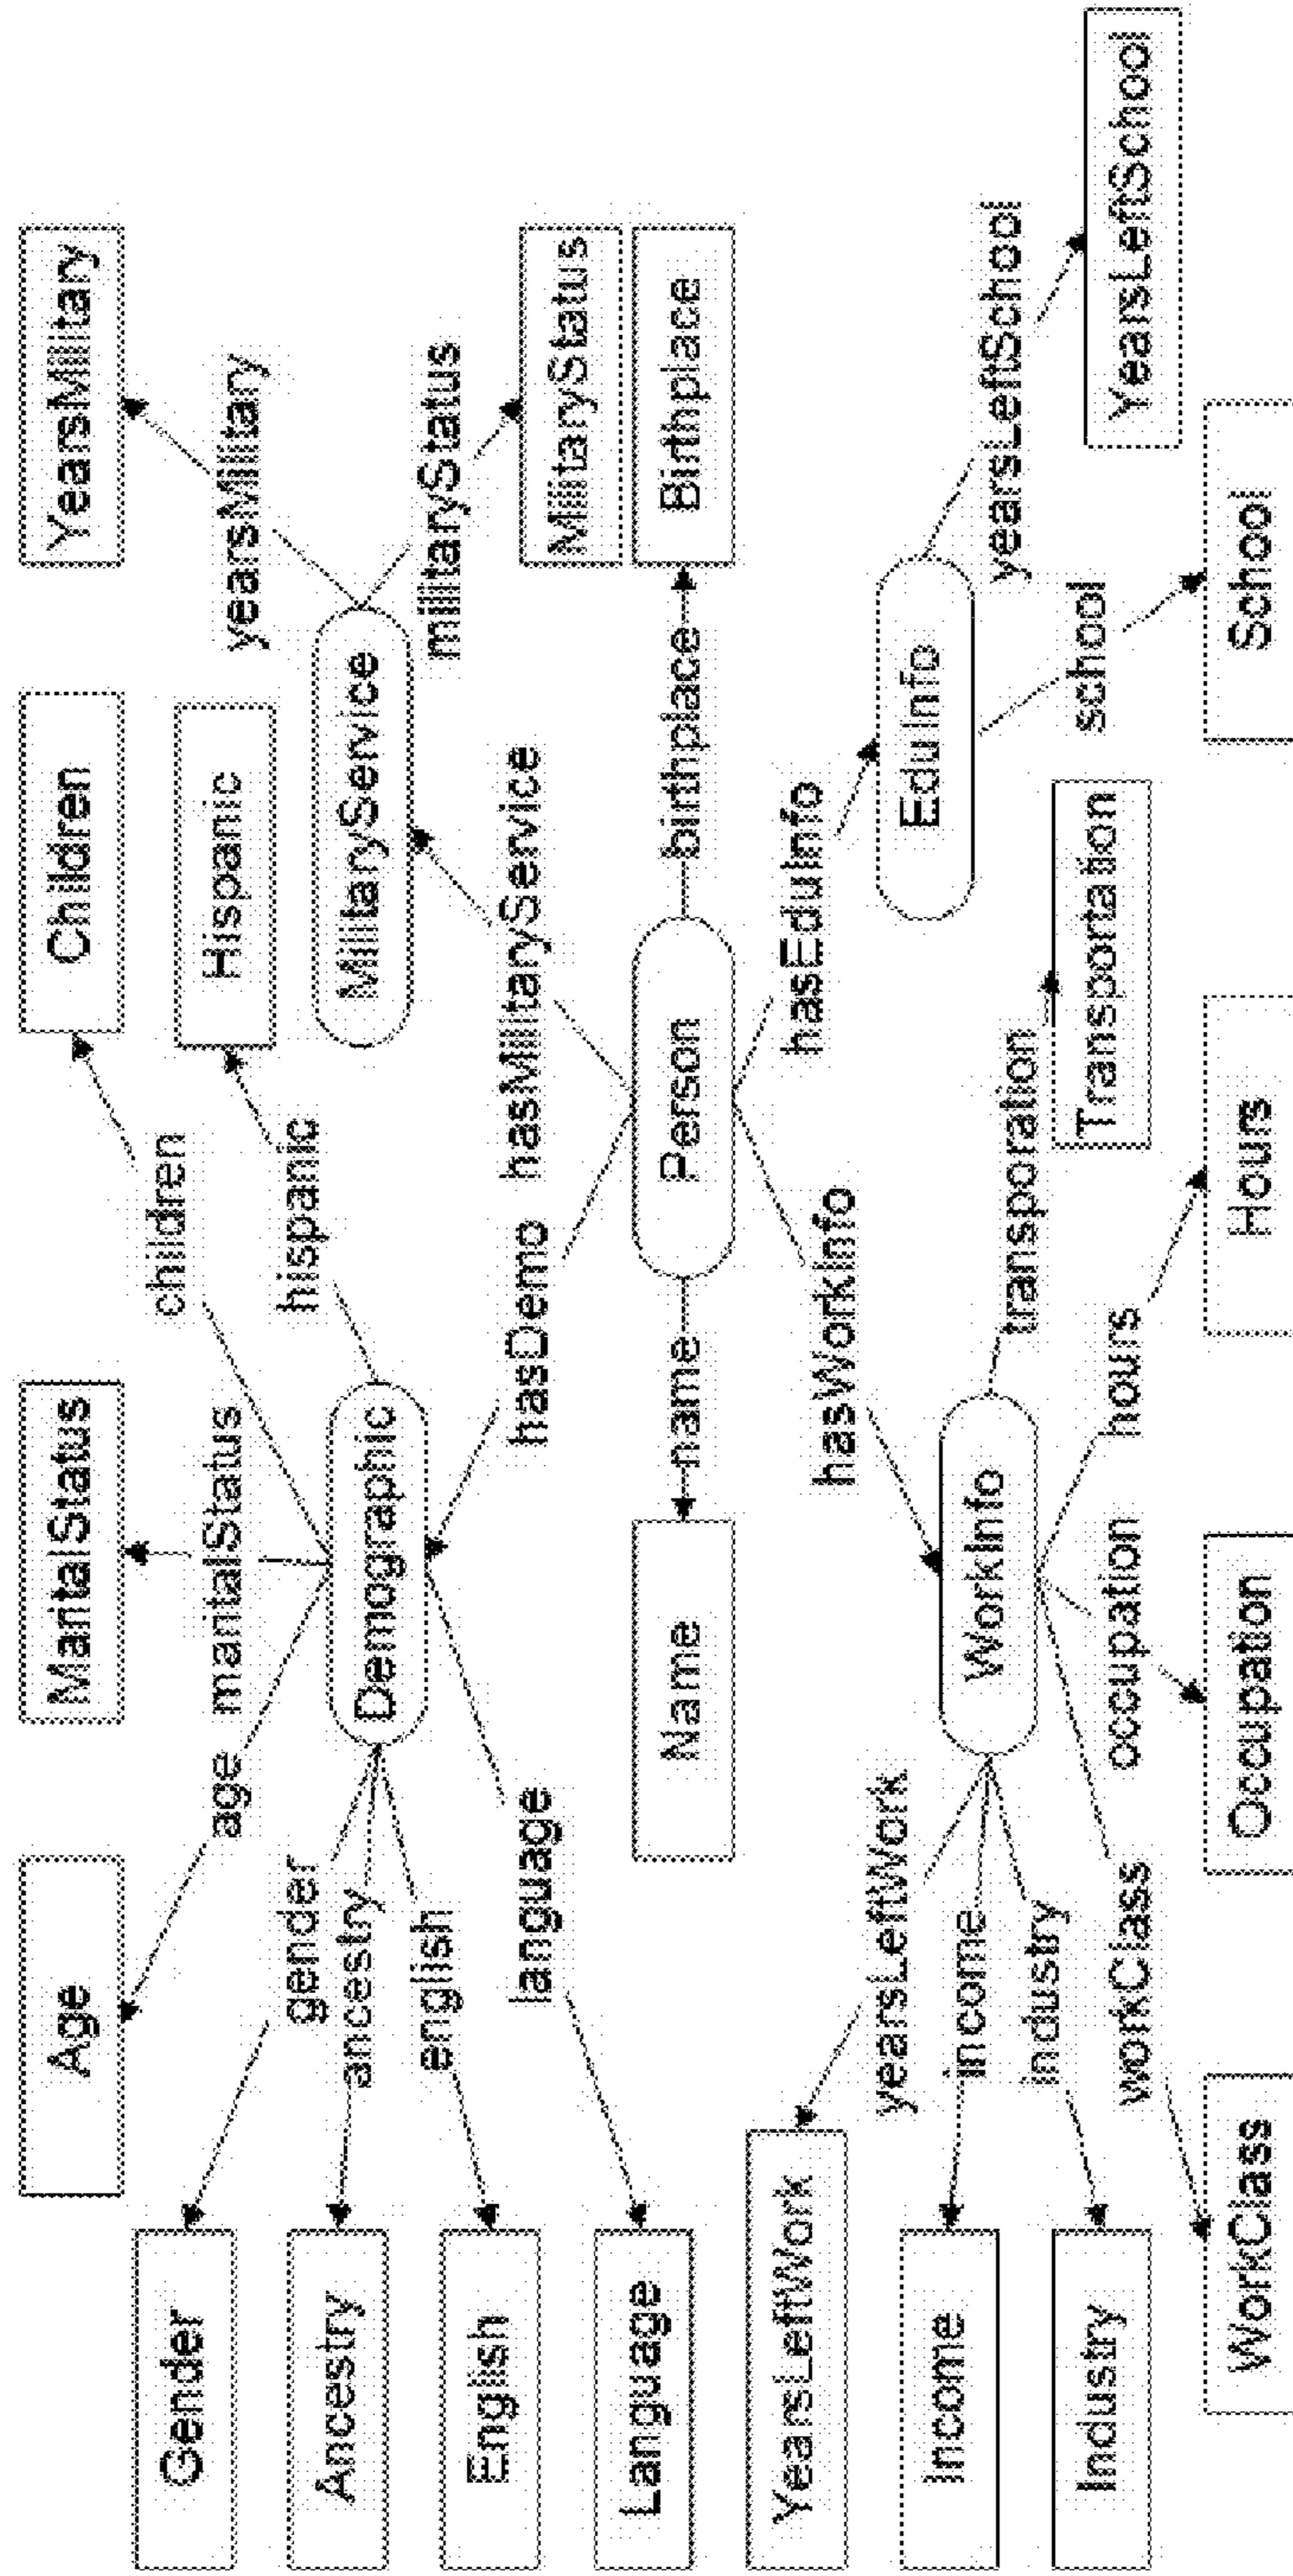 Age
MaritalStatus
Children
YearsMilitary
Gender
age
maritalStatus
children
Hispanic
yearsMilitary
gender
hispanic
Ancestry
ancestry
Demographic
MilitaryService
militaryStatus
English
english
hasDemo
hasMilitaryService
MilitaryStatus
Language
language
Name
name
Person
birthplace
Birthplace
YearsLeftWork
yearsLeftWork
hasWorkInfo
hasEduInfo
Income
income
WorkInfo
EduInfo
yearsLeftSchool
Industry
industry
transporation
Transportation
school
YearsLeftSchool
workClass
occupation
hours
WorkClass
Occupation
Hours
School